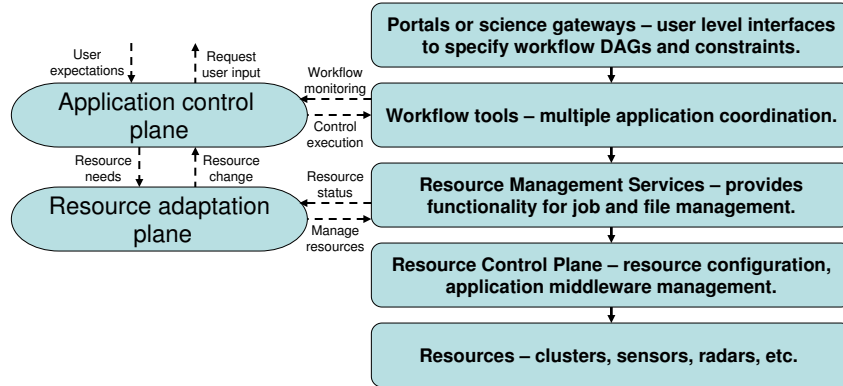 Portals or science gateways – user level interfaces
to specify workflow DAGs and constraints.
User
expectations
Request
user input
Workflow
monitoring
Application control
plane
Control
execution
Workflow tools – multiple application coordination.
Resource
needs
Resource
change
Resource
status
Resource adaptation
plane
Manage
resources
Resource Management Services – provides
functionality for job and file management.
Resource Control Plane – resource configuration,
application middleware management.
Resources – clusters, sensors, radars, etc.